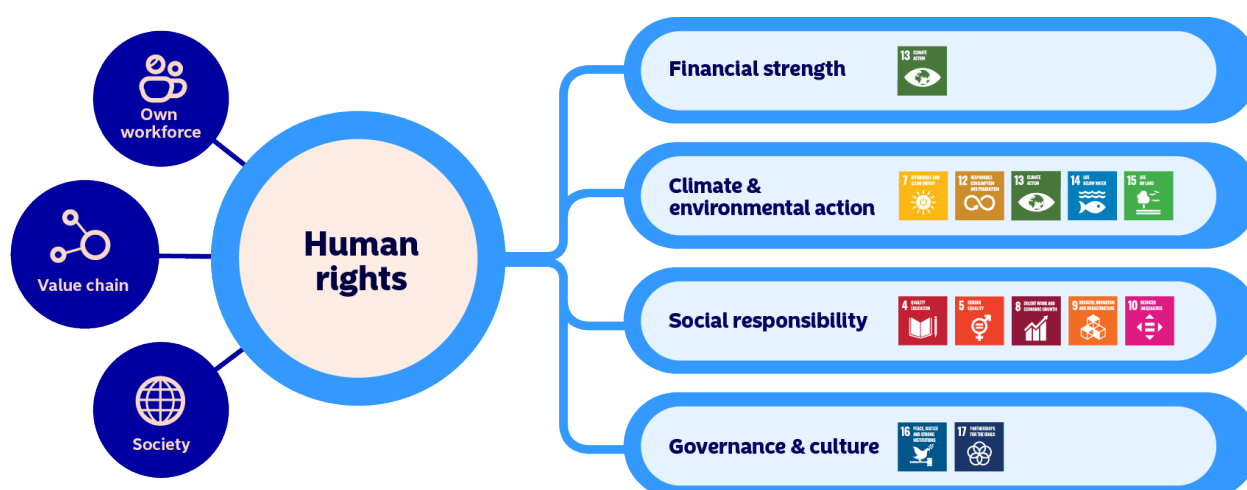 Own
workforce
Value chain
Society
Human
rights
Financial strength
13 CLIMATE
ACTION
Climate &
environmental action
7 AFFORDABLE AND
CLEAN ENERGY
12 RESPONSIBLE
CONSUMPTION
AND PRODUCTION
13 CLIMATE
ACTION
14 LIFE
BELOW WATER
15 LIFE
ON LAND
Social responsibility
4 QUALITY
EDUCATION
5 GENDER
EQUALITY
8 DECENT WORK AND
ECONOMIC GROWTH
9 INDUSTRY, INNOVATION
AND INFRASTRUCTURE
10 REDUCED
INEQUALITIES
Governance & culture
16 PEACE, JUSTICE
AND STRONG
INSTITUTIONS
17 PARTNERSHIPS
FOR THE GOALS